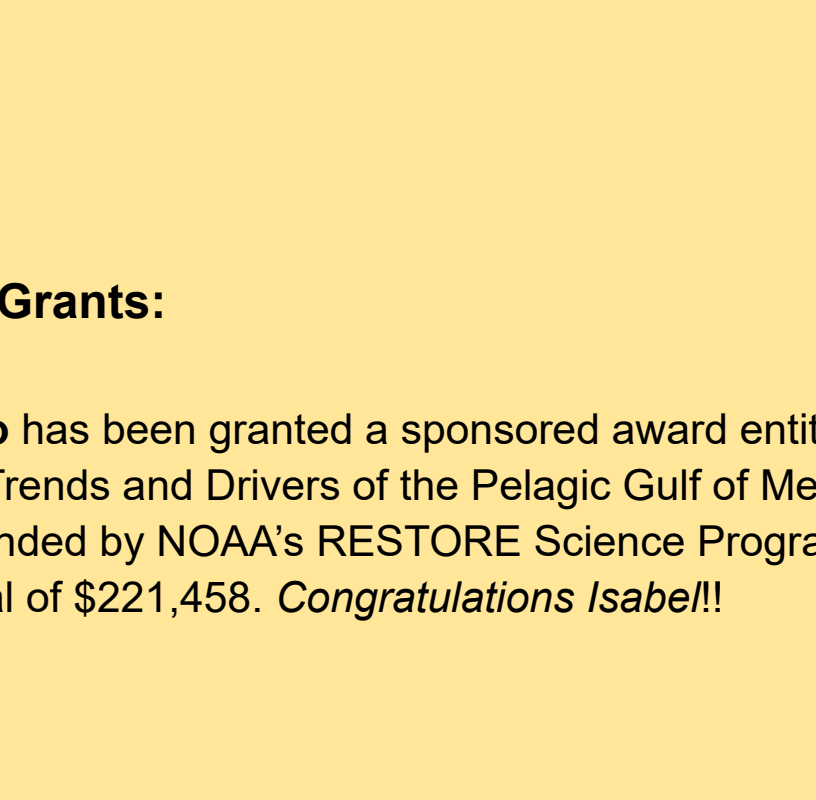 Grants:
o has been granted a sponsored award entit
Trends and Drivers of the Pelagic Gulf of Me
nded by NOAA’s RESTORE Science Progra
al of $221,458. Congratulations Isabel!!